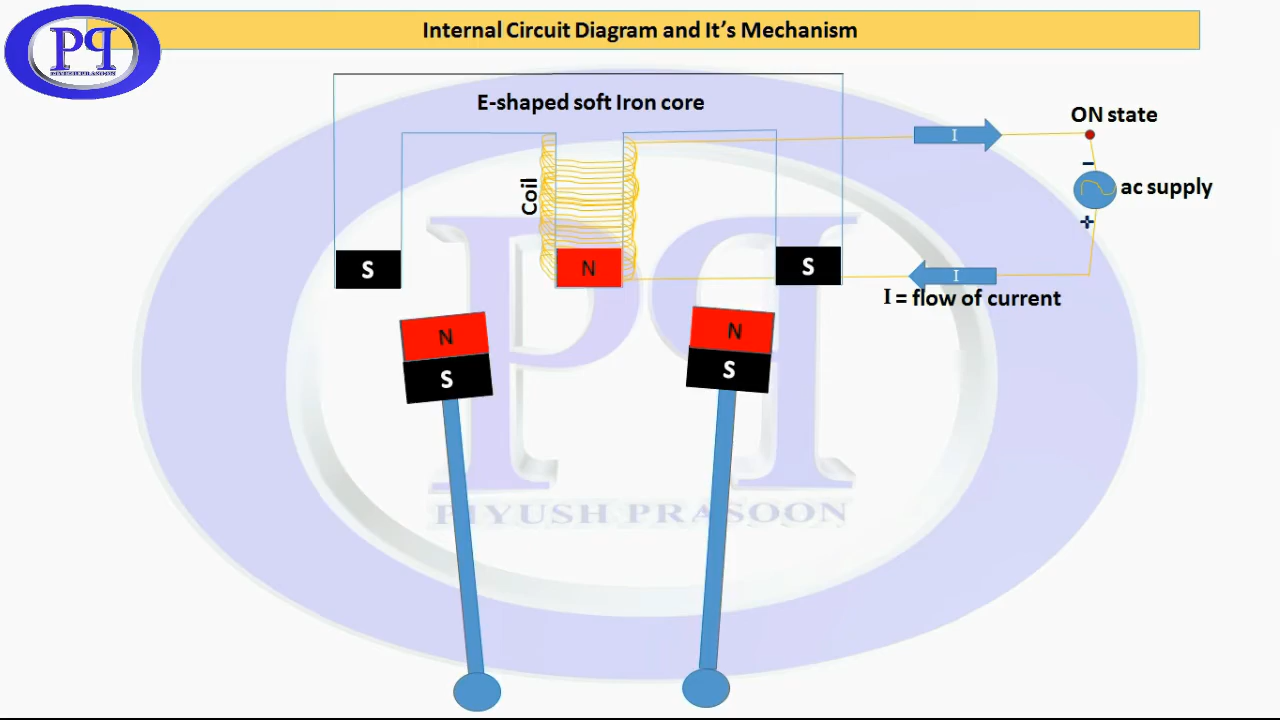 Internal Circuit Diagram and It's Mechanism
PP
E-shaped soft Iron core
Coil
ON state
I
−
ac supply
+
I
I = flow of current
S
N
S
N
S
N
S
PIYUSH PRASOON